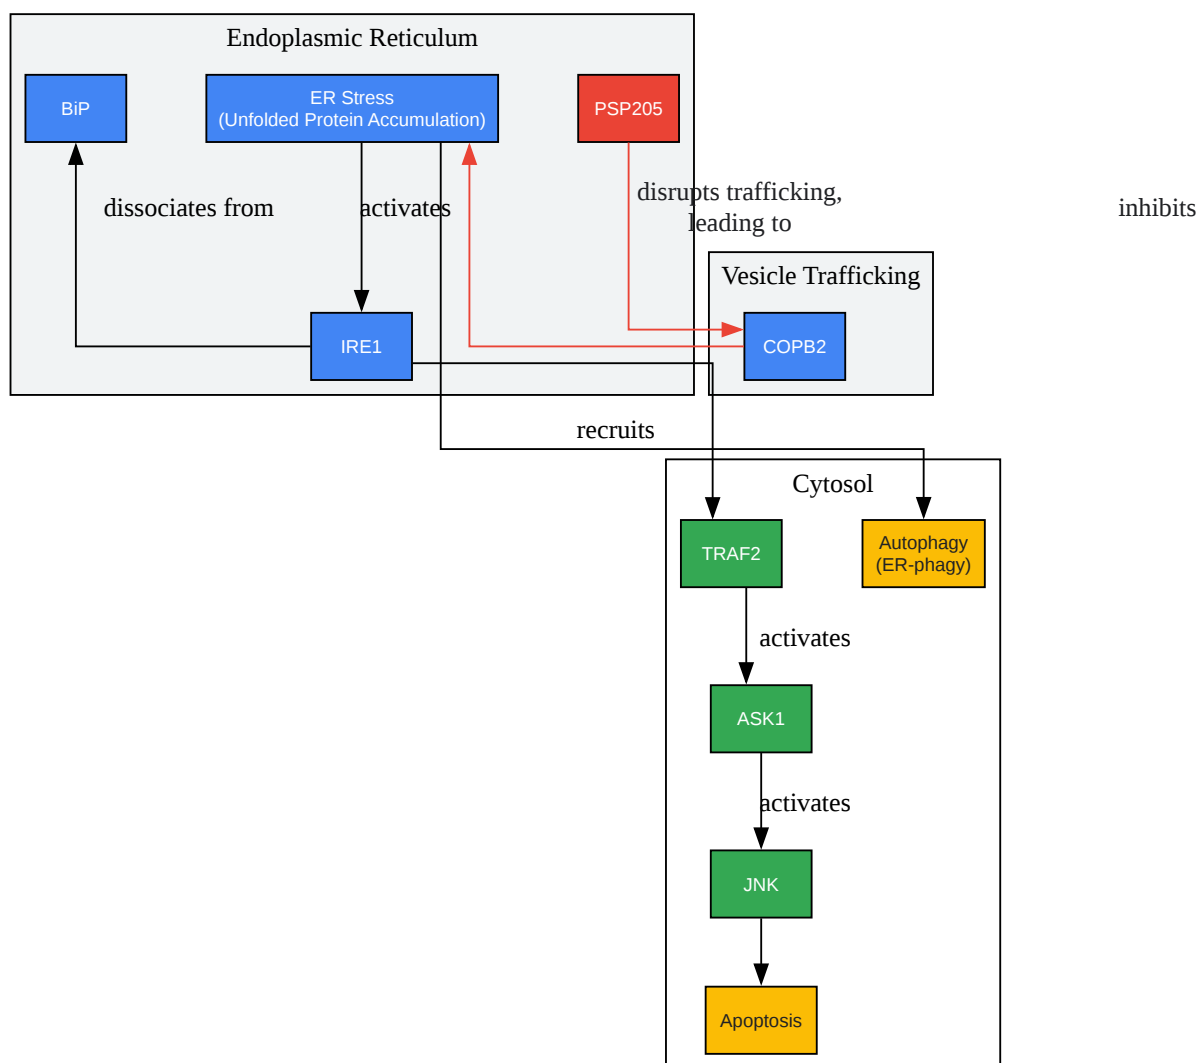 Endoplasmic Reticulum
BiP
ER Stress
(Unfolded Protein Accumulation)
PSP205
dissociates from
activates
disrupts trafficking,
leading to
inhibits
Vesicle Trafficking
IRE1
COPB2
recruits
Cytosol
TRAF2
Autophagy
(ER-phagy)
activates
ASK1
activates
JNK
Apoptosis